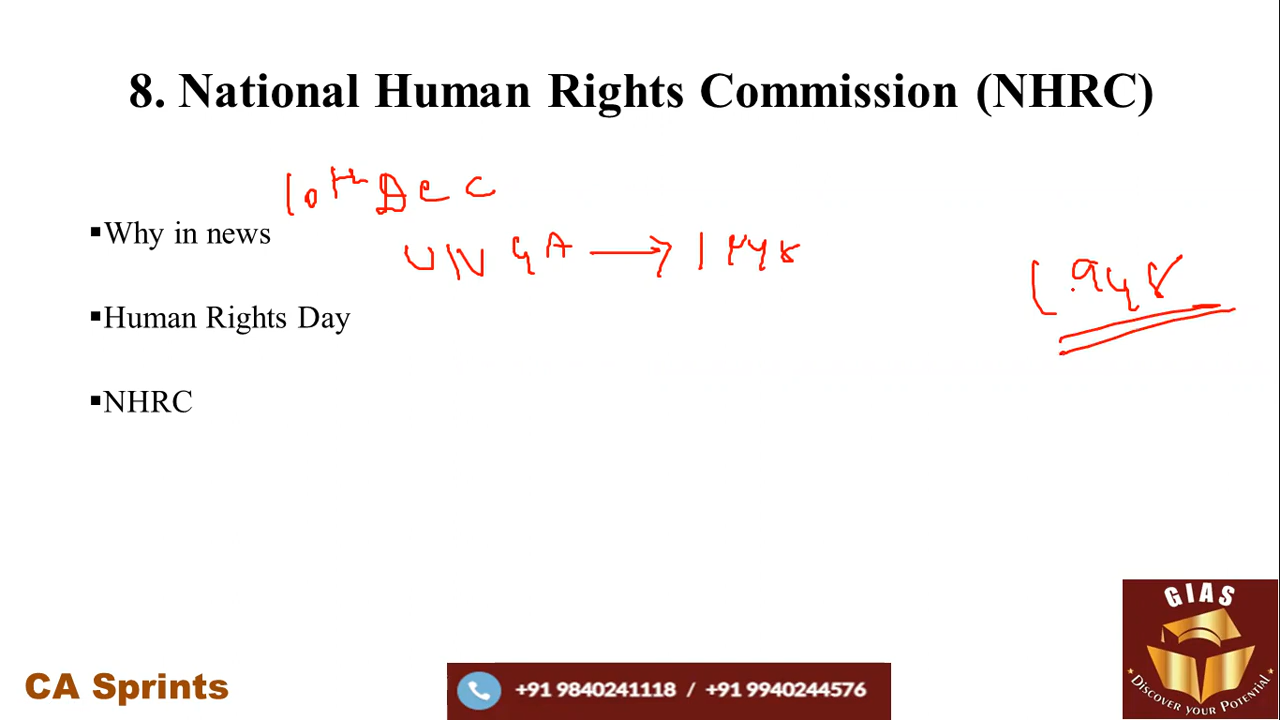 8. National Human Rights Commission (NHRC)
10th Dec
▪Why in news
UNGA → 1948
1948
▪Human Rights Day
▪NHRC
GIAS
DISCOVER YOUR POTENTIAL
CA Sprints
+91 9840241118 / +91 9940244576